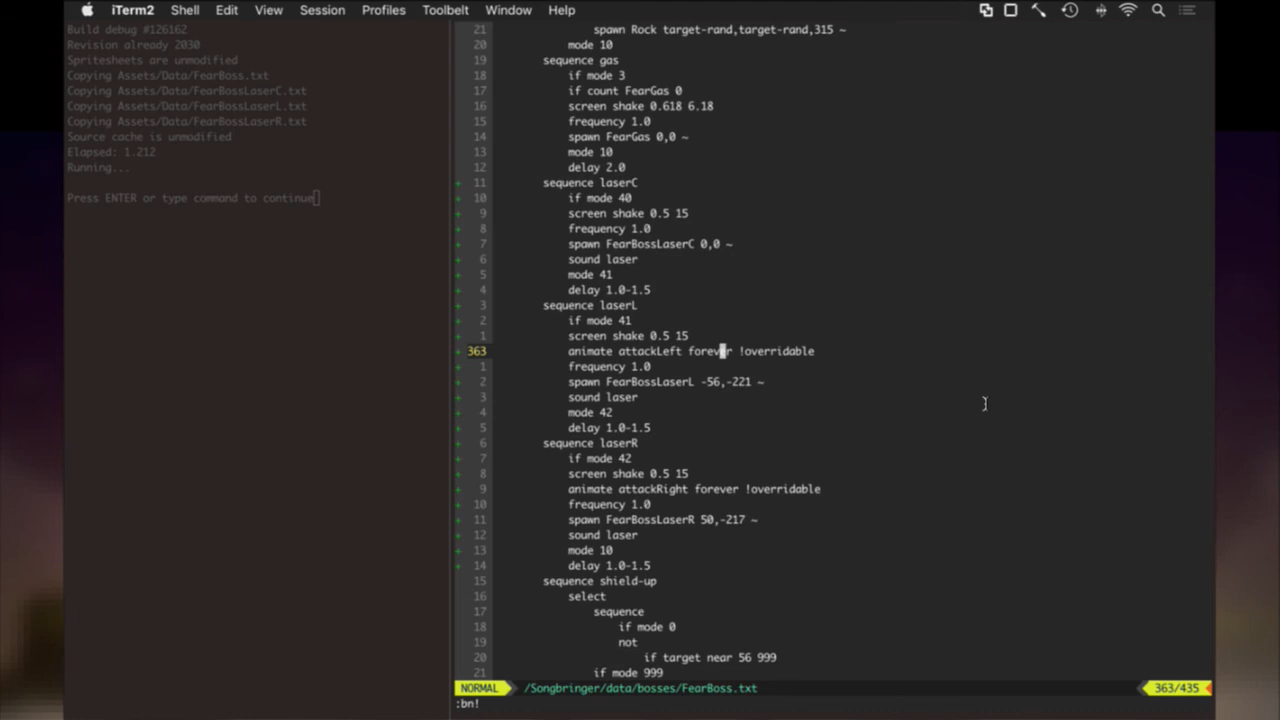 iTerm2 Shell Edit View Session Profiles Toolbelt Window Help
Build debug #126162
Revision already 2030
Spritesheets are unmodified
Copying Assets/Data/FearBoss.txt
Copying Assets/Data/FearBossLaserC.txt
Copying Assets/Data/FearBossLaserL.txt
Copying Assets/Data/FearBossLaserR.txt
Source cache is unmodified
Elapsed: 1.212
Running...
Press ENTER or type command to continue
21 spawn Rock target-rand,target-rand,315 ~
20 mode 10
19 sequence gas
18 if mode 3
17 if count FearGas 0
16 screen shake 0.618 6.18
15 frequency 1.0
14 spawn FearGas 0,0 ~
13 mode 10
12 delay 2.0
+ 11 sequence laserC
+ 10 if mode 40
+ 9 screen shake 0.5 15
+ 8 frequency 1.0
+ 7 spawn FearBossLaserC 0,0 ~
+ 6 sound laser
+ 5 mode 41
+ 4 delay 1.0-1.5
+ 3 sequence laserL
+ 2 if mode 41
+ 1 screen shake 0.5 15
+ 363 animate attackLeft forever !overridable
+ 1 frequency 1.0
+ 2 spawn FearBossLaserL -56,-221 ~
+ 3 sound laser
+ 4 mode 42
+ 5 delay 1.0-1.5
+ 6 sequence laserR
+ 7 if mode 42
+ 8 screen shake 0.5 15
+ 9 animate attackRight forever !overridable
+ 10 frequency 1.0
+ 11 spawn FearBossLaserR 50,-217 ~
+ 12 sound laser
+ 13 mode 10
+ 14 delay 1.0-1.5
15 sequence shield-up
16 select
17 sequence
18 if mode 0
19 not
20 if target near 56 999
21 if mode 999
NORMAL /Songbringer/data/bosses/FearBoss.txt 363/435
:bn!